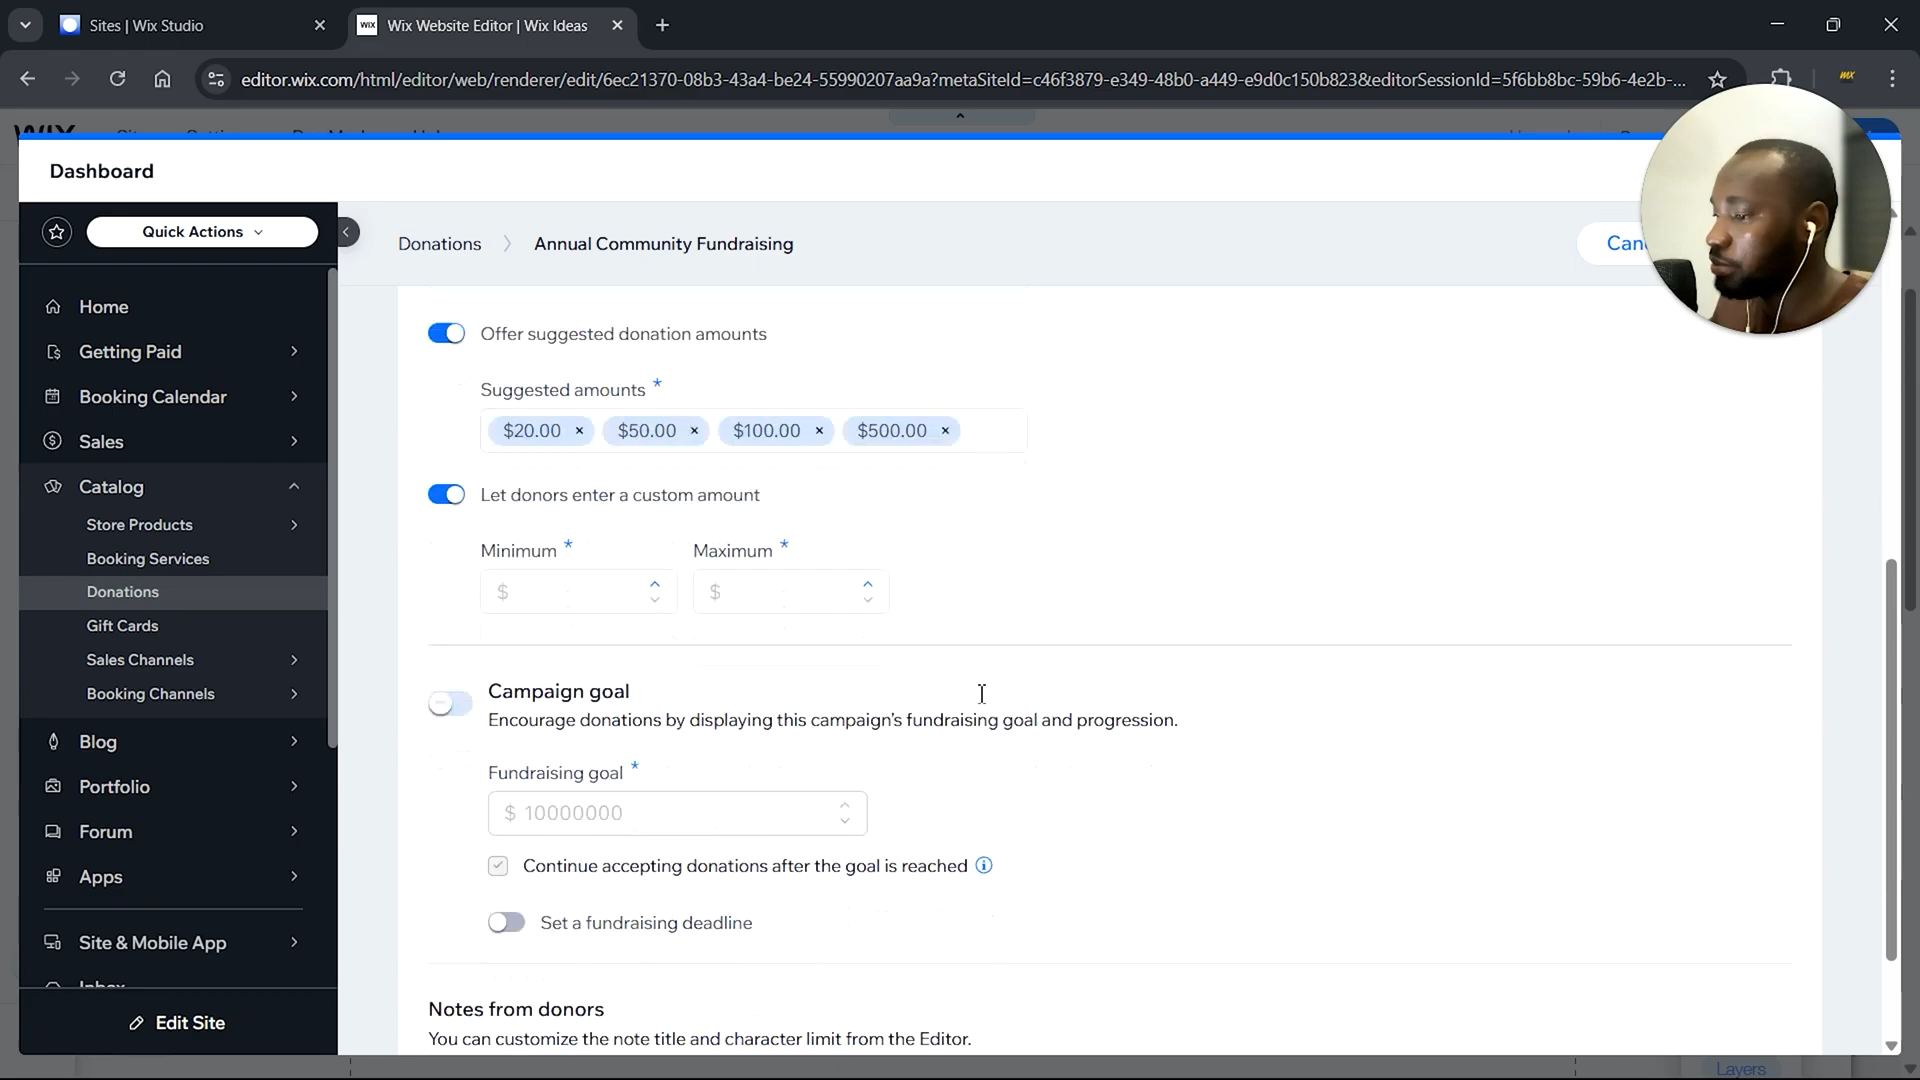 Sites | Wix Studio
WIX
Wix Website Editor | Wix Ideas
editor.wix.com/html/editor/web/renderer/edit/6ec21370-08b3-43a4-be24-55990207aa9a?metaSiteId=c46f3879-e349-48b0-a449-e9d0c150b823&editorSessionId=5f6bb8bc-59b6-4e2b-...
WIX
Dashboard
Quick Actions
Donations
Annual Community Fundraising
Canc
Home
Getting Paid
Booking Calendar
Sales
Catalog
Store Products
Booking Services
Donations
Gift Cards
Sales Channels
Booking Channels
Blog
Portfolio
Forum
Apps
Site & Mobile App
Inbox
Edit Site
Offer suggested donation amounts
Suggested amounts *
$20.00 × $50.00 × $100.00 × $500.00 ×
Let donors enter a custom amount
Minimum * Maximum *
$ $
Campaign goal
Encourage donations by displaying this campaign's fundraising goal and progression.
Fundraising goal *
$ 10000000
Continue accepting donations after the goal is reached
Set a fundraising deadline
Notes from donors
You can customize the note title and character limit from the Editor.
Layers